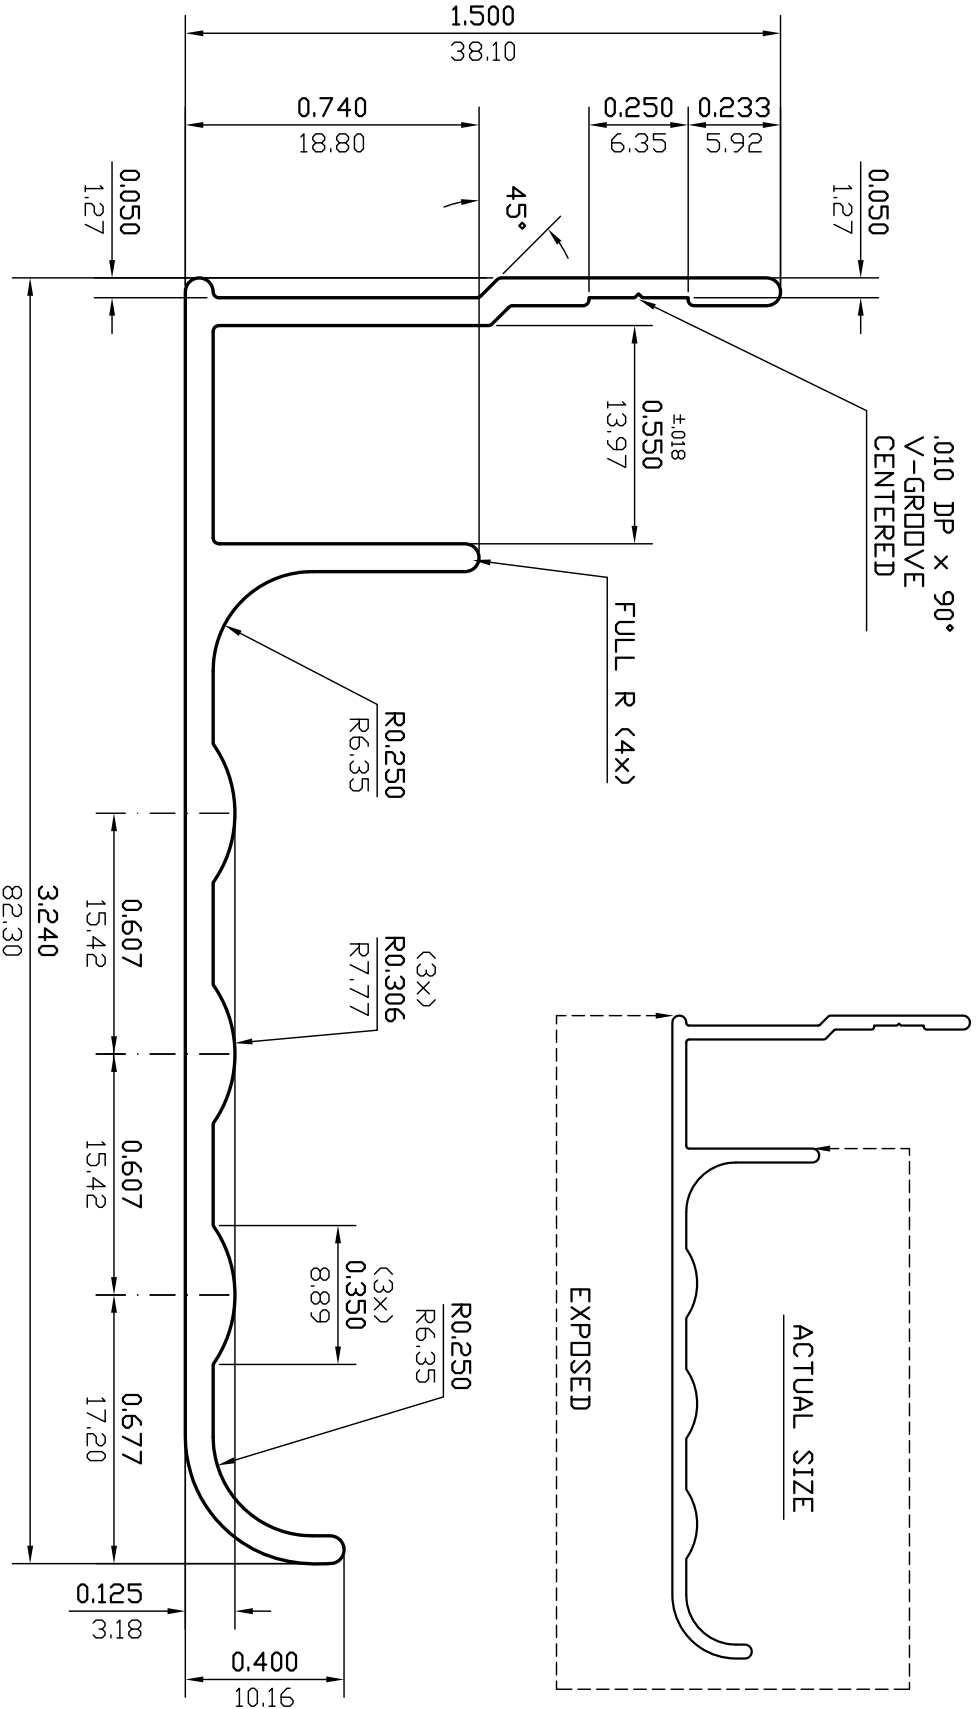 1.500
38.10
0.740
18.80
0.250
6.35
0.233
5.92
0.050
1.27
0.050
1.27
45°
±.018
0.550
13.97
.010 DP x 90°
V-GROOVE
CENTERED
FULL R (4x)
R0.250
R6.35
(3x)
R0.306
R7.77
0.607
15.42
0.607
15.42
0.677
17.20
3.240
82.30
(3x)
0.350
8.89
R0.250
R6.35
0.125
3.18
0.400
10.16
ACTUAL SIZE
EXPOSED